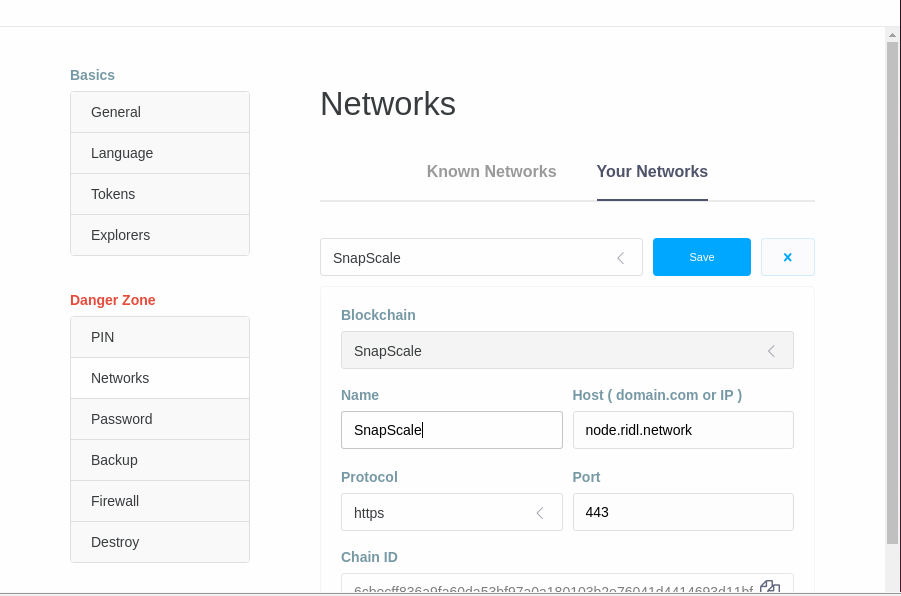 Basics
General
Language
Tokens
Explorers
Danger Zone
PIN
Networks
Password
Backup
Firewall
Destroy
Networks
Known Networks Your Networks
SnapScale Save ×
Blockchain
SnapScale
Name Host ( domain.com or IP )
SnapScale node.ridl.network
Protocol Port
https 443
Chain ID